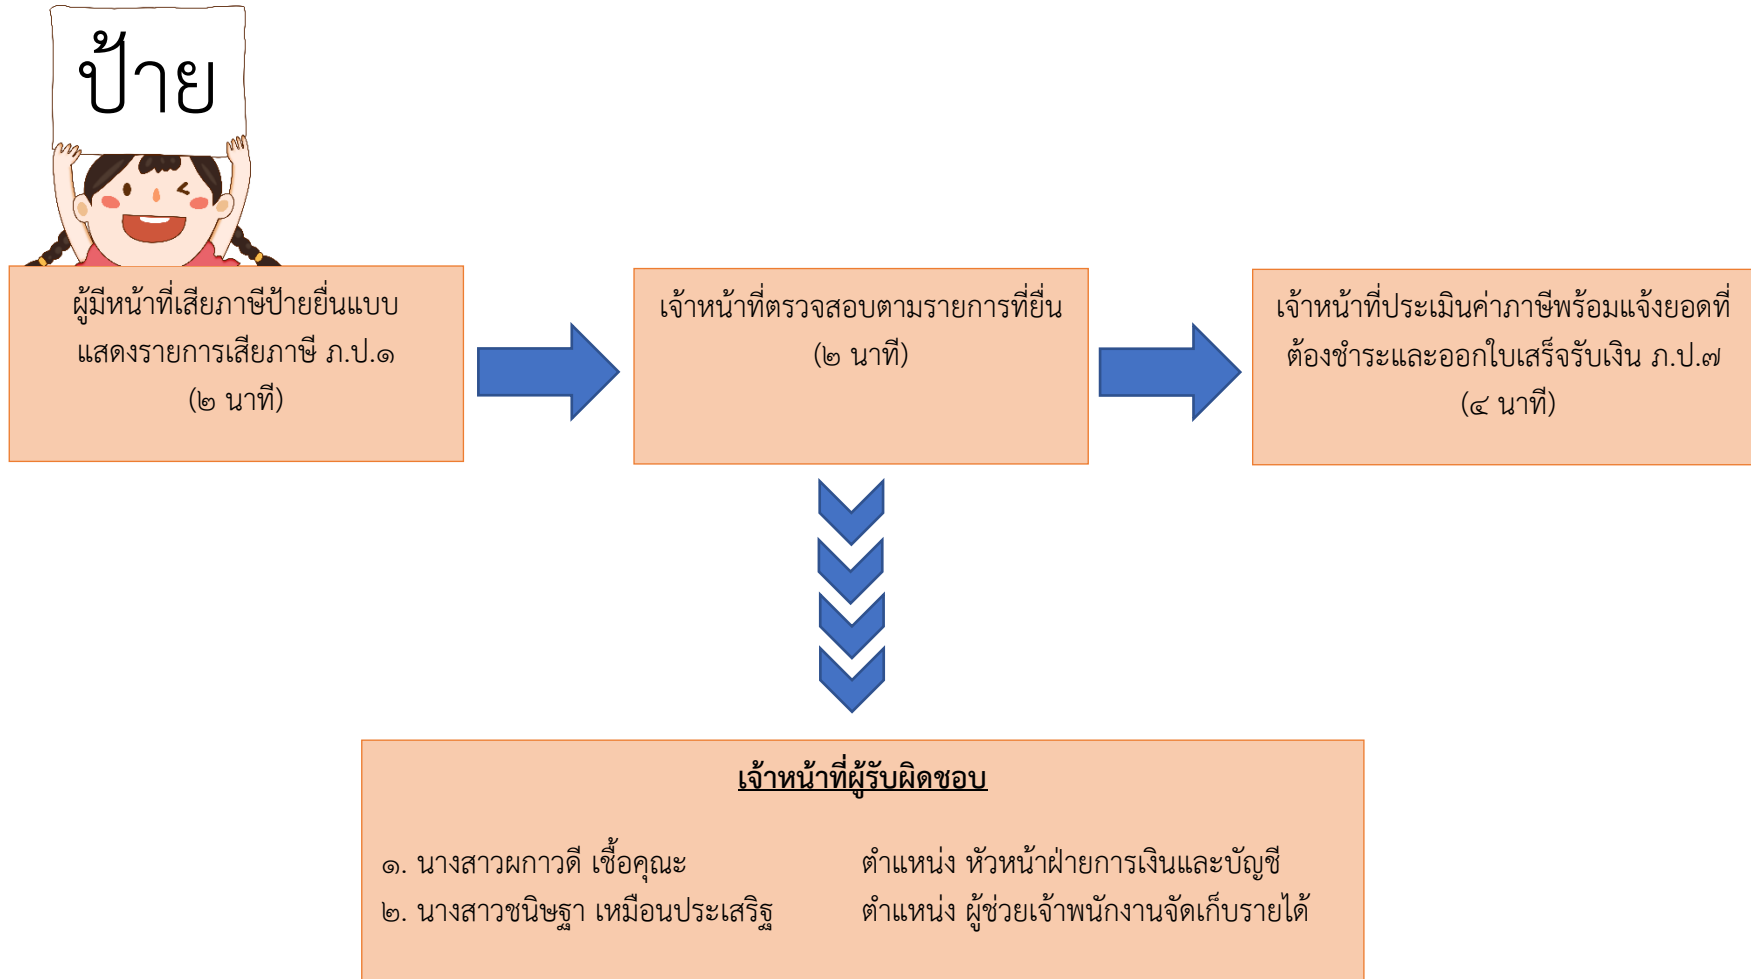 ป้าย
ผู้มีหน้าที่เสียภาษีป้ายยื่นแบบ
แสดงรายการเสียภาษี ภ.ป.๑
(๒ นาที)
เจ้าหน้าที่ตรวจสอบตามรายการที่ยื่น
(๒ นาที)
เจ้าหน้าที่ประเมินค่าภาษีพร้อมแจ้งยอดที่
ต้องชำระและออกใบเสร็จรับเงิน ภ.ป.๗
(๔ นาที)
เจ้าหน้าที่ผู้รับผิดชอบ
๑. นางสาวผกาวดี เชื้อคุณะ ตำแหน่ง หัวหน้าฝ่ายการเงินและบัญชี
๒. นางสาวชนิษฐา เหมือนประเสริฐ ตำแหน่ง ผู้ช่วยเจ้าพนักงานจัดเก็บรายได้